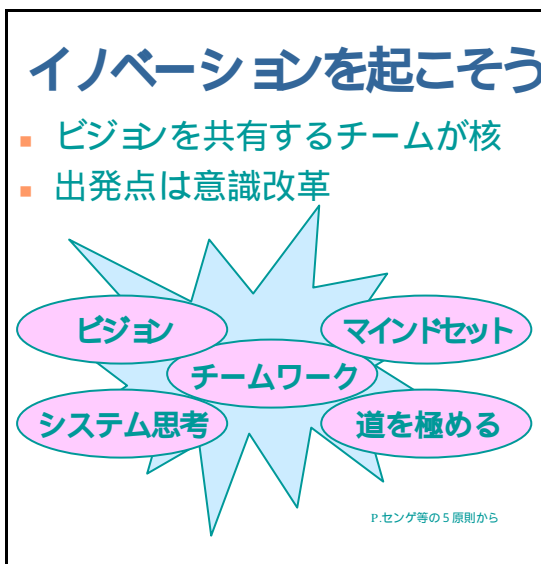 イノベーションを起こそう
ビジョンを共有するチームが核
出発点は意識改革
ビジョン
マインドセット
チームワーク
システム思考
道を極める
P.センゲ等の5原則から